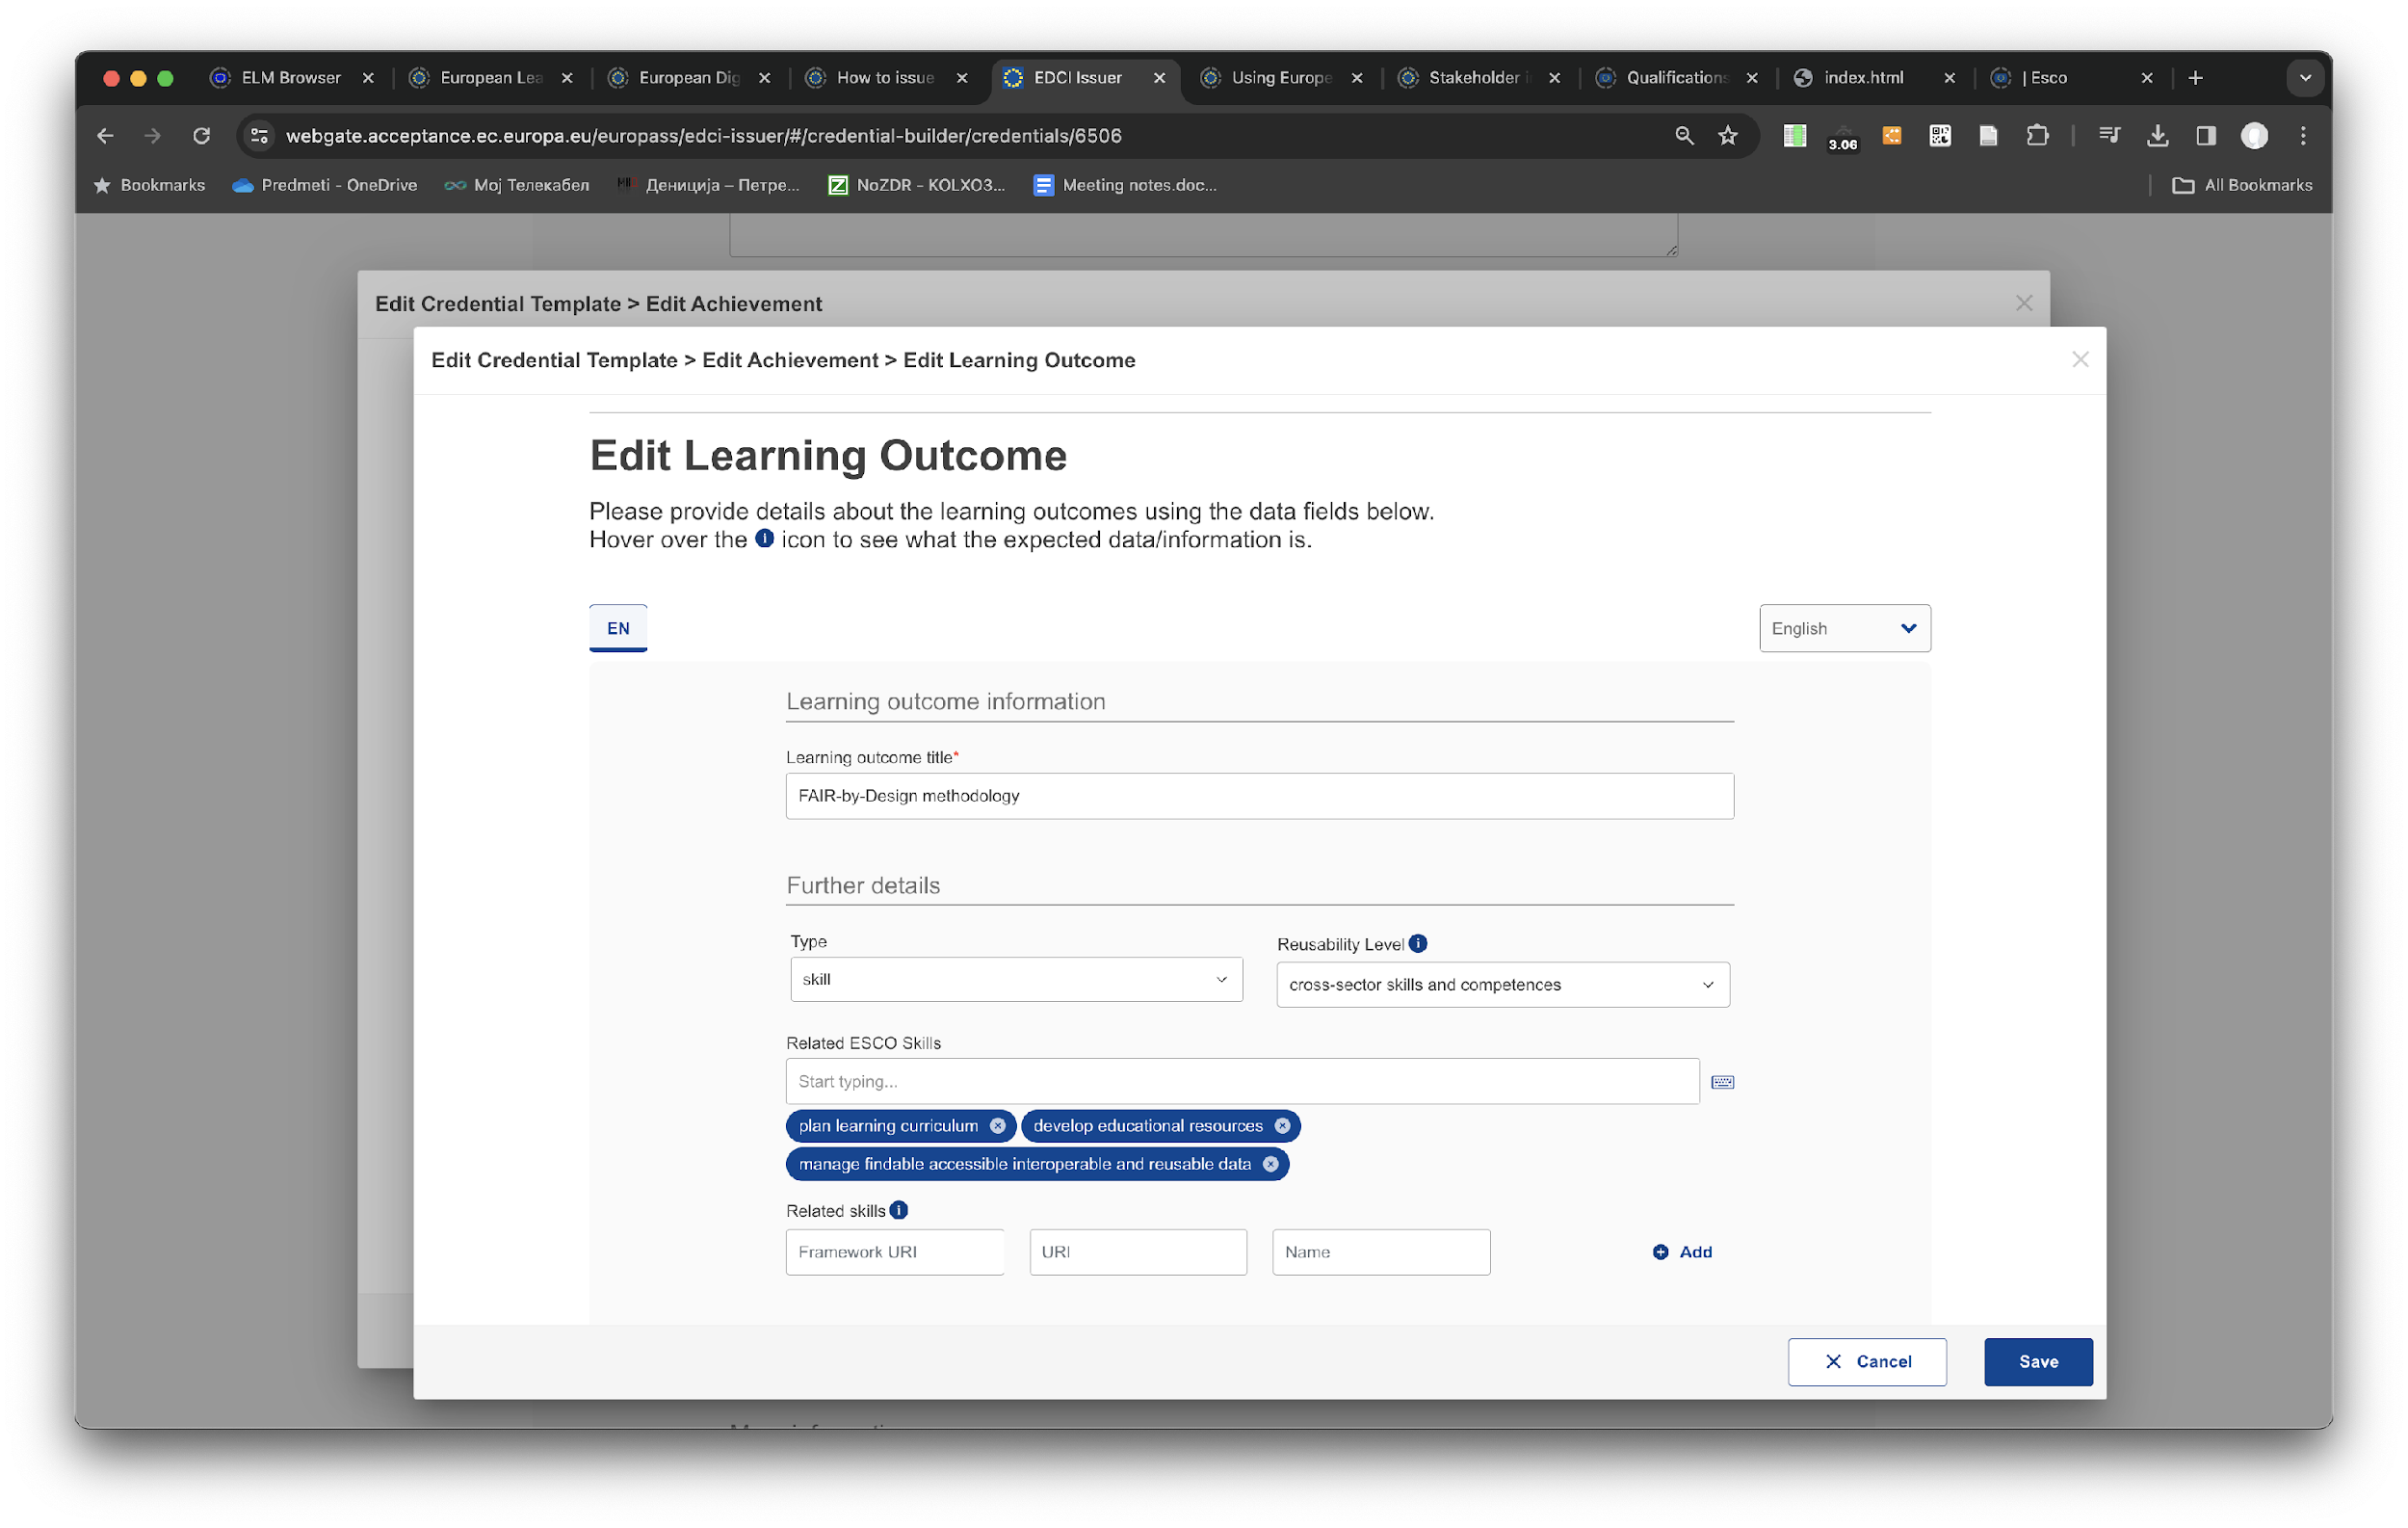 ELM Browser
European Lea
European Dig
How to issue
EDCI Issuer
Using Europe
Stakeholder i
Qualifications
index.html
| Esco
webgate.acceptance.ec.europa.eu/europass/edci-issuer/#/credential-builder/credentials/6506
3.06
Bookmarks
Predmeti - OneDrive
Мој Телекабел
Дениција – Петре...
NoZDR - KOLXO3...
Meeting notes.doc...
All Bookmarks
Edit Credential Template > Edit Achievement
Edit Credential Template > Edit Achievement > Edit Learning Outcome
Edit Learning Outcome
Please provide details about the learning outcomes using the data fields below.
Hover over the i icon to see what the expected data/information is.
EN
English
Learning outcome information
Learning outcome title*
FAIR-by-Design methodology
Further details
Type
Reusability Level i
skill
cross-sector skills and competences
Related ESCO Skills
Start typing...
plan learning curriculum
develop educational resources
manage findable accessible interoperable and reusable data
Related skills i
Framework URI
URI
Name
Add
Cancel
Save